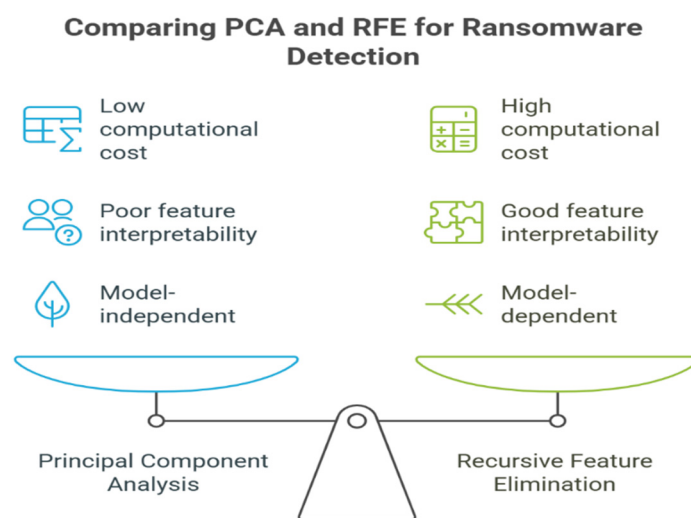 Comparing PCA and RFE for Ransomware
Detection
Low
computational
cost
High
computational
cost
Poor feature
interpretability
Good feature
interpretability
Model-
independent
Model-
dependent
Principal Component
Analysis
Recursive Feature
Elimination